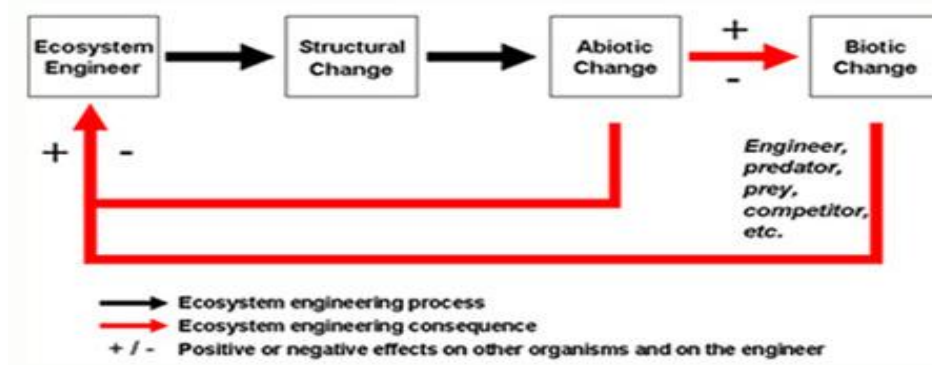 Ecosystem
Engineer
Structural
Change
Abiotic
Change
+
-
Biotic
Change
+ -
Engineer,
predator,
prey,
competitor,
etc.
Ecosystem engineering process
Ecosystem engineering consequence
+ / - Positive or negative effects on other organisms and on the engineer